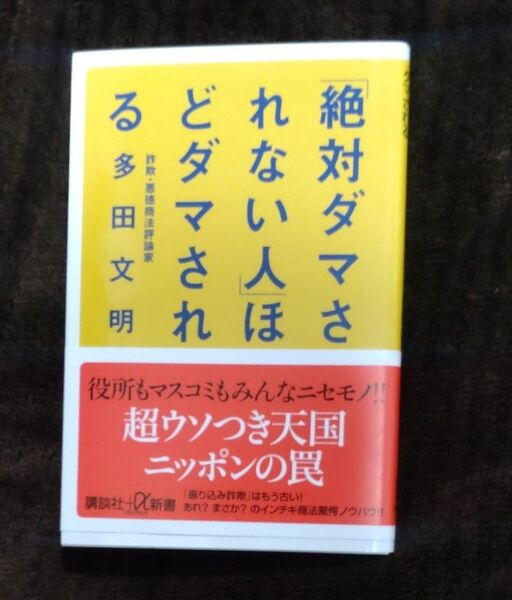 「絶対ダマさ
れない人」ほ
どダマされ
る
詐欺・悪徳商法評論家
多田文明
役所もマスコミもみんなニセモノ!!
超ウソつき天国
ニッポンの罠
講談社+α新書
「振り込み詐欺」はもう古い!
あれ? まさか? のインチキ商法驚愕ノウハウ!!